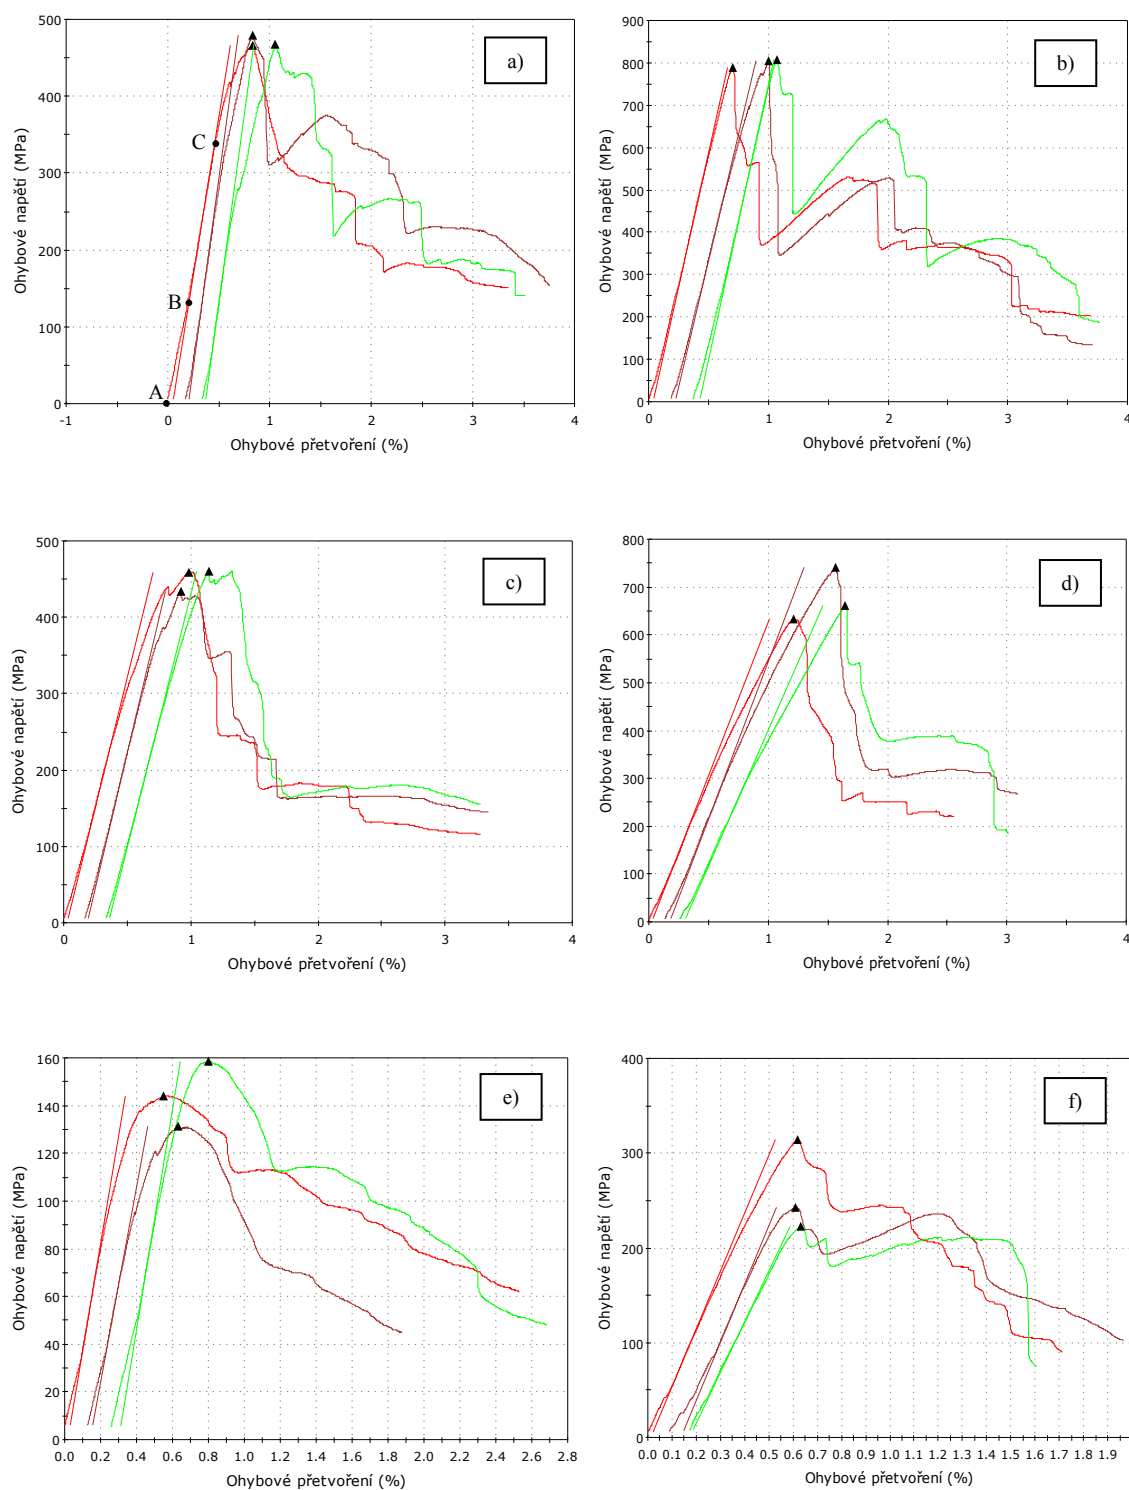 a)
500
400
300
200
100
0
-1
0
1
2
3
4
A
B
C
Ohybové napětí (MPa)
Ohybové přetvoření (%)
b)
900
800
700
600
500
400
300
200
100
0
0
1
2
3
4
Ohybové napětí (MPa)
Ohybové přetvoření (%)
c)
500
400
300
200
100
0
0
1
2
3
4
Ohybové napětí (MPa)
Ohybové přetvoření (%)
d)
800
700
600
500
400
300
200
100
0
0
1
2
3
4
Ohybové napětí (MPa)
Ohybové přetvoření (%)
e)
160
140
120
100
80
60
40
20
0
0.0 0.2 0.4 0.6 0.8 1.0 1.2 1.4 1.6 1.8 2.0 2.2 2.4 2.6 2.8
Ohybové napětí (MPa)
Ohybové přetvoření (%)
f)
400
300
200
100
0
0.0 0.1 0.2 0.3 0.4 0.5 0.6 0.7 0.8 0.9 1.0 1.1 1.2 1.3 1.4 1.5 1.6 1.7 1.8 1.9
Ohybové napětí (MPa)
Ohybové přetvoření (%)